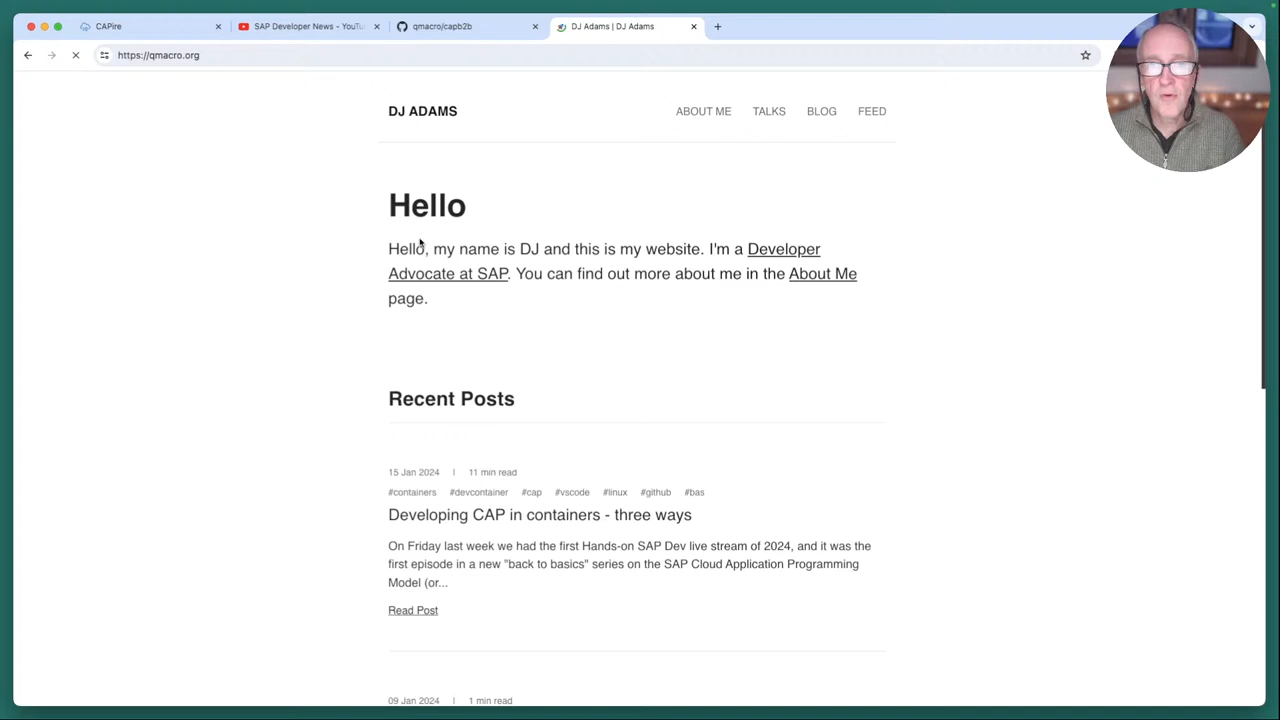 CAPire
SAP Developer News - YouTu
qmacro/capb2b
DJ Adams | DJ Adams
https://qmacro.org
DJ ADAMS
ABOUT ME
TALKS
BLOG
FEED
Hello
Hello, my name is DJ and this is my website. I'm a Developer
Advocate at SAP. You can find out more about me in the About Me
page.
Recent Posts
15 Jan 2024 | 11 min read
#containers #devcontainer #cap #vscode #linux #github #bas
Developing CAP in containers - three ways
On Friday last week we had the first Hands-on SAP Dev live stream of 2024, and it was the
first episode in a new "back to basics" series on the SAP Cloud Application Programming
Model (or...
Read Post
09 Jan 2024 | 1 min read